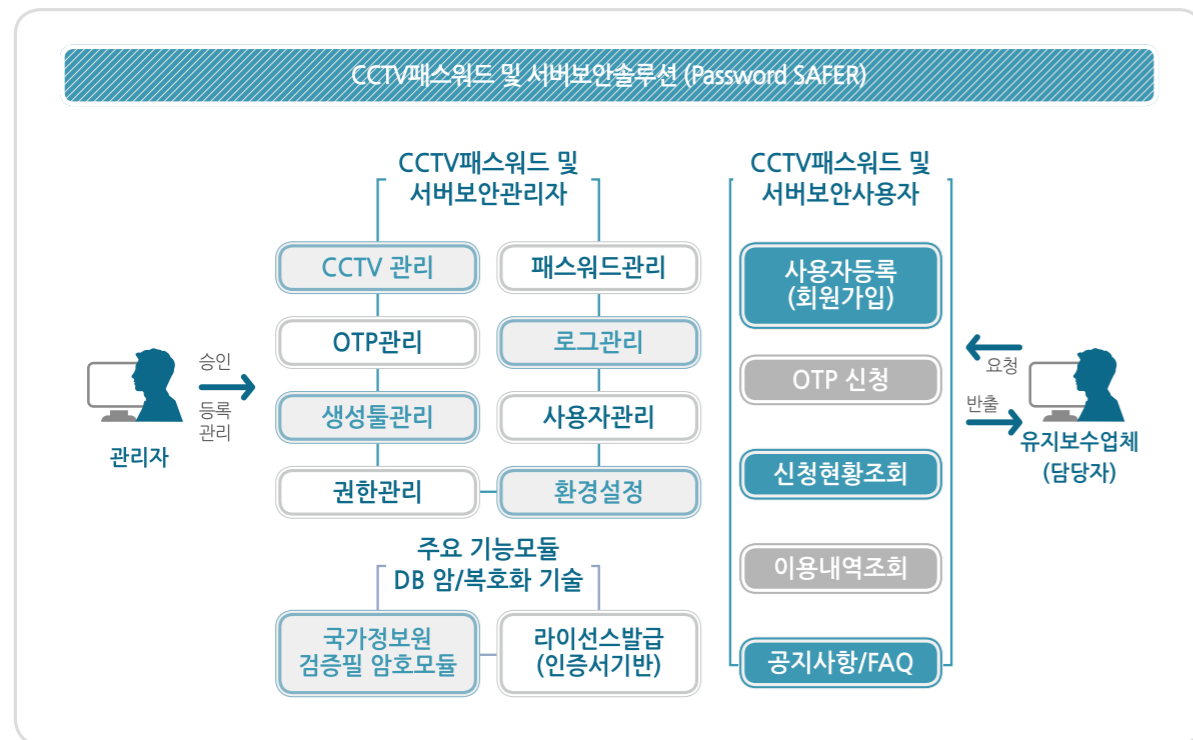 CCTV패스워드 및 서버보안솔루션 (Password SAFER)
CCTV패스워드 및
서버보안관리자
CCTV 관리
패스워드관리
OTP관리
로그관리
생성툴관리
사용자관리
권한관리
환경설정
승인
등록
관리
관리자
주요 기능모듈
DB 암/복호화 기술
국가정보원
검증필 암호모듈
라이선스발급
(인증서기반)
CCTV패스워드 및
서버보안사용자
사용자등록
(회원가입)
OTP 신청
신청현황조회
이용내역조회
공지사항/FAQ
요청
반출
유지보수업체
(담당자)